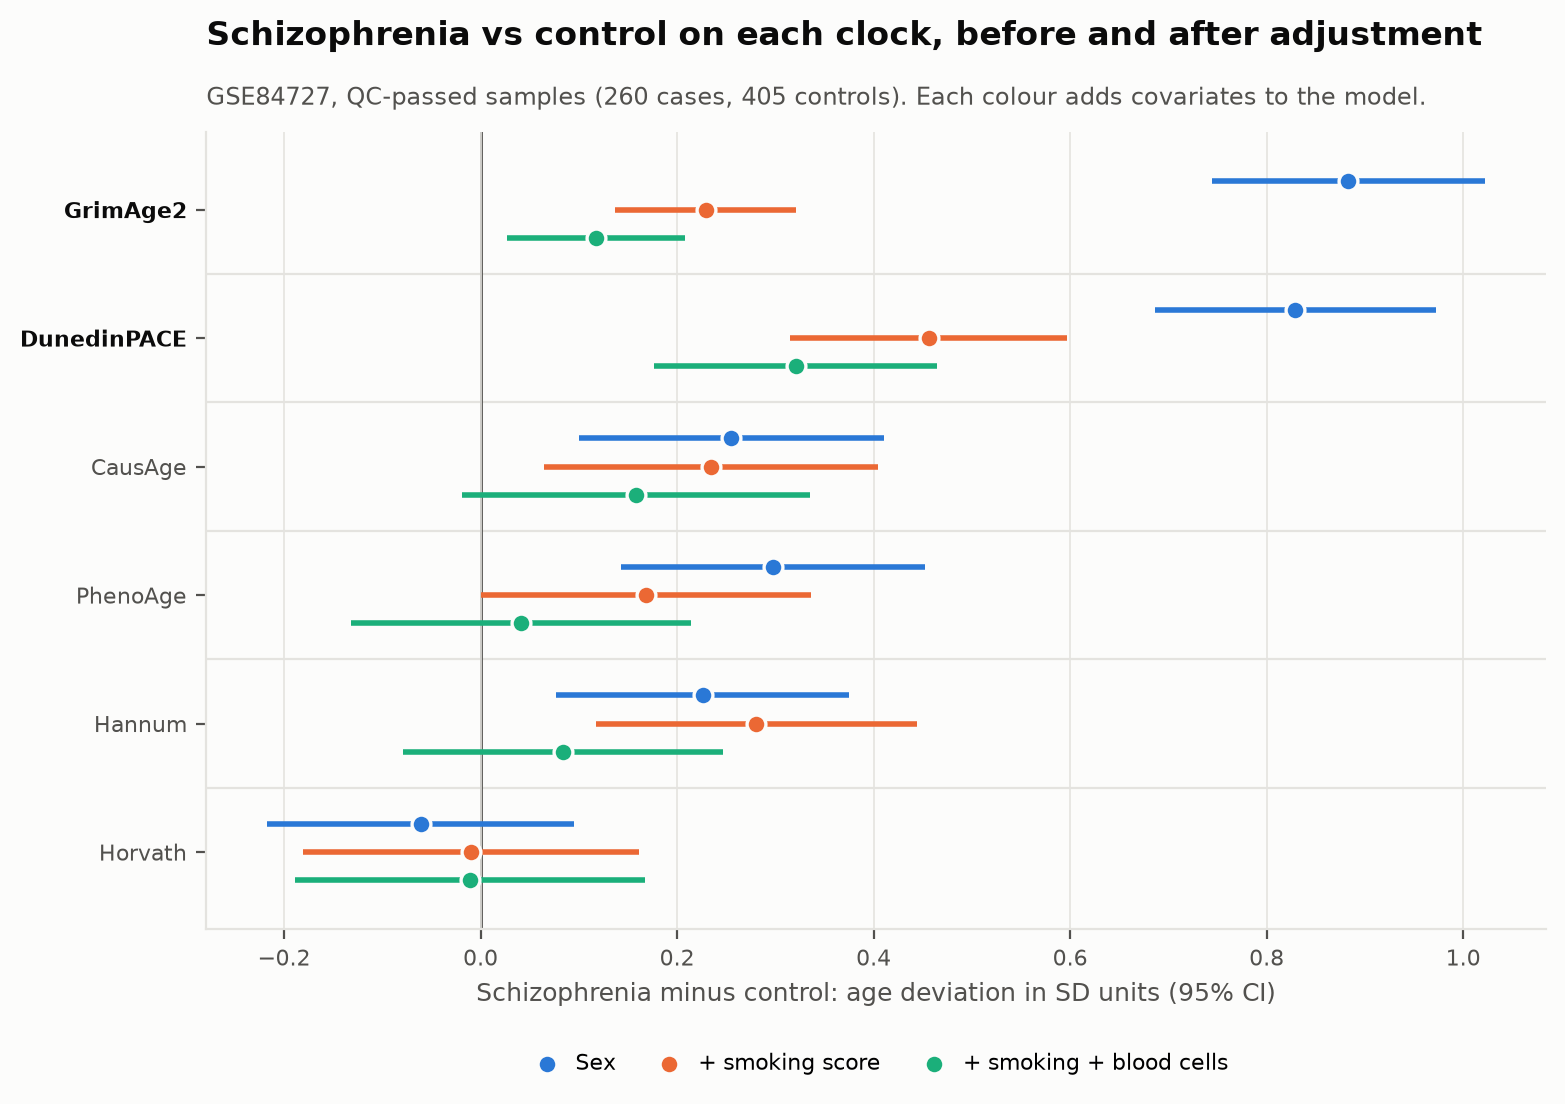 Schizophrenia vs control on each clock, before and after adjustment
GSE84727, QC-passed samples (260 cases, 405 controls). Each colour adds covariates to the model.
GrimAge2
DunedinPACE
CausAge
PhenoAge
Hannum
Horvath
−0.2 0.0 0.2 0.4 0.6 0.8 1.0
Schizophrenia minus control: age deviation in SD units (95% CI)
Sex + smoking score + smoking + blood cells